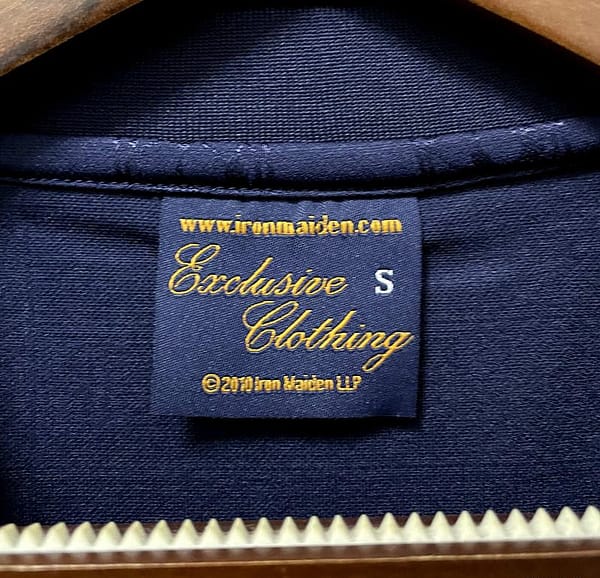 www.ironmaiden.com
Exclusive S
Clothing
©2010 Iron Maiden LLP